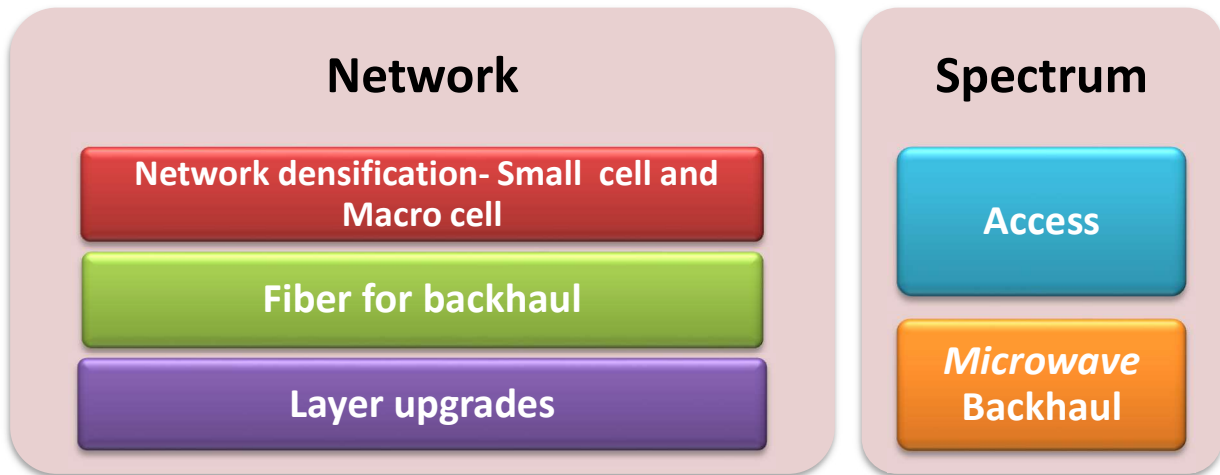 Network
Network densification- Small cell and
Macro cell
Fiber for backhaul
Layer upgrades
Spectrum
Access
Microwave
Backhaul